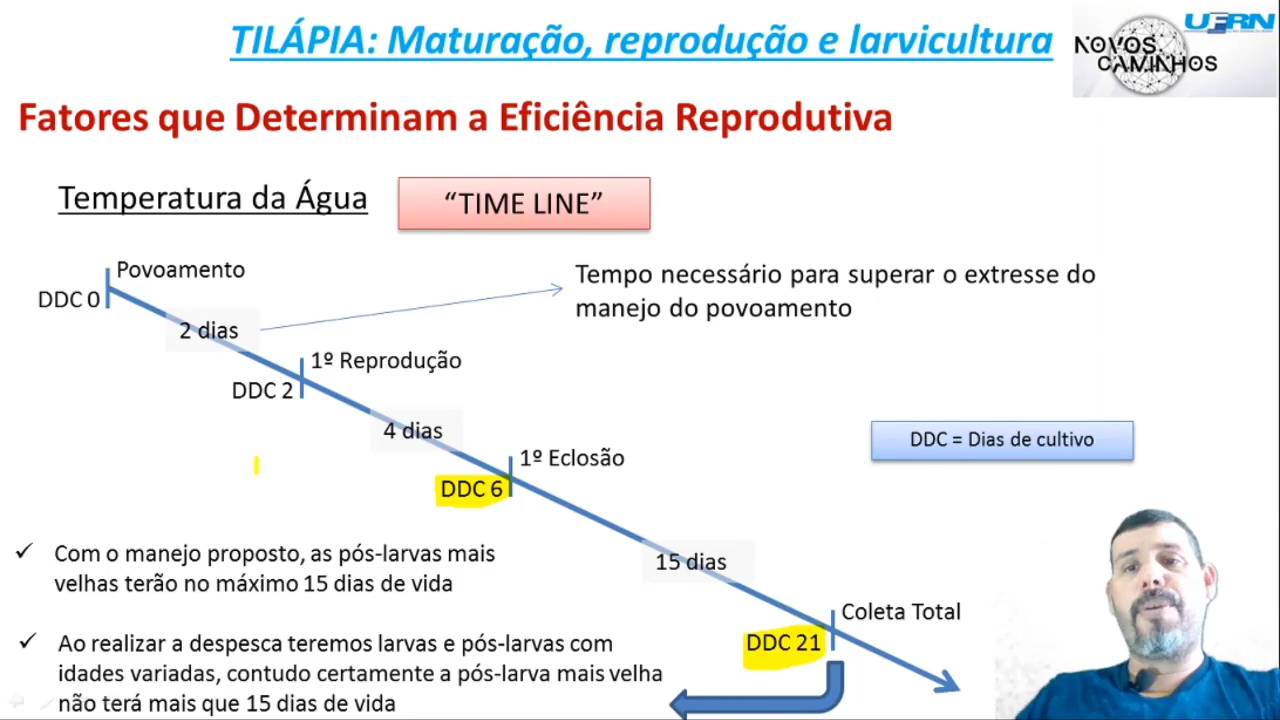 TILÁPIA: Maturação, reprodução e larvicultura
UFRN
NOVOS
CAMINHOS
Fatores que Determinam a Eficiência Reprodutiva
Temperatura da Água
“TIME LINE”
Povoamento
DDC 0
2 dias
Tempo necessário para superar o extresse do
manejo do povoamento
1º Reprodução
DDC 2
4 dias
DDC = Dias de cultivo
1º Eclosão
DDC 6
15 dias
Com o manejo proposto, as pós-larvas mais
velhas terão no máximo 15 dias de vida
Coleta Total
DDC 21
Ao realizar a despesca teremos larvas e pós-larvas com
idades variadas, contudo certamente a pós-larva mais velha
não terá mais que 15 dias de vida